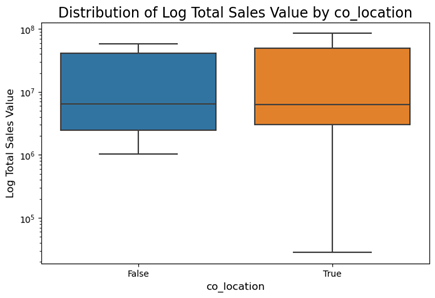 Distribution of Log Total Sales Value by co_location
Log Total Sales Value
10⁸
10⁷
10⁶
10⁵
False
True
co_location